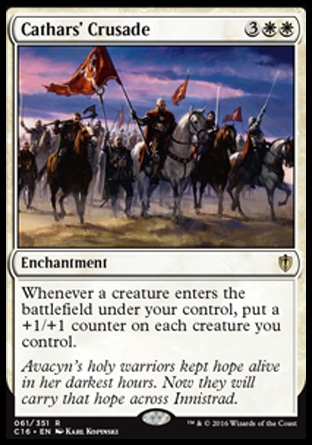 Cathars' Crusade 3
Enchantment
Whenever a creature enters the
battlefield under your control, put a
+1/+1 counter on each creature you
control.
Avacyn's holy warriors kept hope alive
in her darkest hours. Now they will
carry that hope across Innistrad.
061/351 R
C16 • EN Karl Kopinski
™ & © 2016 Wizards of the Coast